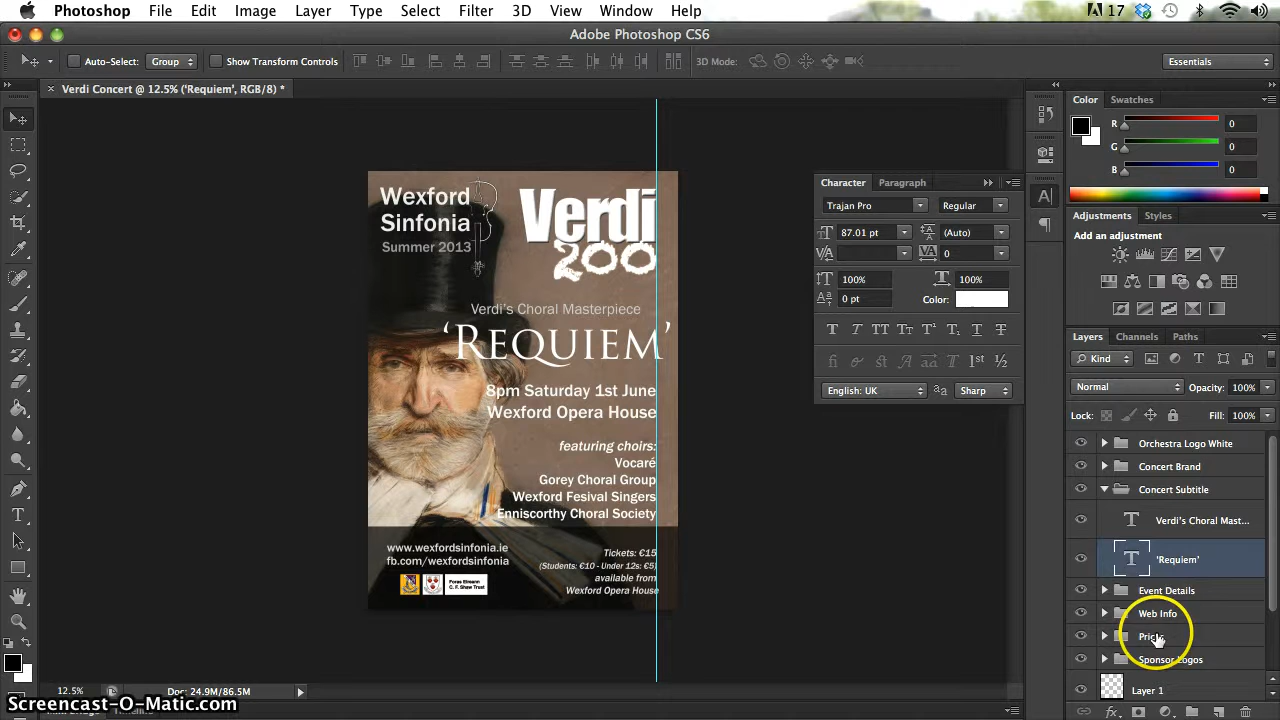 Photoshop File Edit Image Layer Type Select Filter 3D View Window Help 17
Adobe Photoshop CS6
Auto-Select: Group Show Transform Controls 3D Mode: Essentials
Verdi Concert @ 12.5% ('Requiem', RGB/8) *
Color Swatches
R 0
G 0
B 0
Character Paragraph
Trajan Pro Regular
87.01 pt (Auto)
0
100% 100%
0 pt Color:
English: UK Sharp
Adjustments Styles
Add an adjustment
Layers Channels Paths
Kind
Normal Opacity: 100%
Lock: Fill: 100%
Orchestra Logo White
Concert Brand
Concert Subtitle
Verdi's Choral Mast...
'Requiem'
Event Details
Web Info
Sponsor Logos
Layer 1
Wexford
Sinfonia
Summer 2013
Verdi
200
Verdi's Choral Masterpiece
‘REQUIEM’
8pm Saturday 1st June
Wexford Opera House
featuring choirs:
Vocaré
Gorey Choral Group
Wexford Fesival Singers
Enniscorthy Choral Society
www.wexfordsinfonia.ie
fb.com/wexfordsinfonia
Foras Éireann
C. F. Shaw Trust
Tickets: €15
(Students: €10 - Under 12s: €5)
available from
Wexford Opera House
12.5% Doc: 24.9M/86.5M
Screencast-O-Matic.com